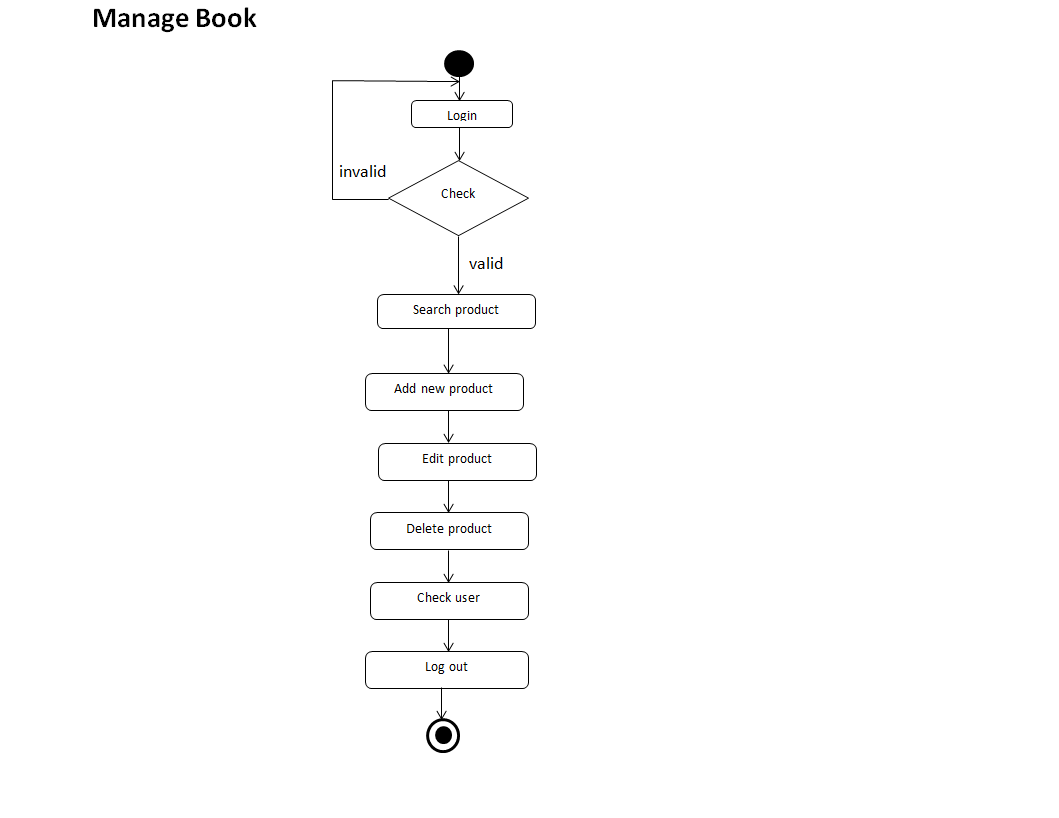 Manage Book
Login
invalid
Check
valid
Search product
Add new product
Edit product
Delete product
Check user
Log out